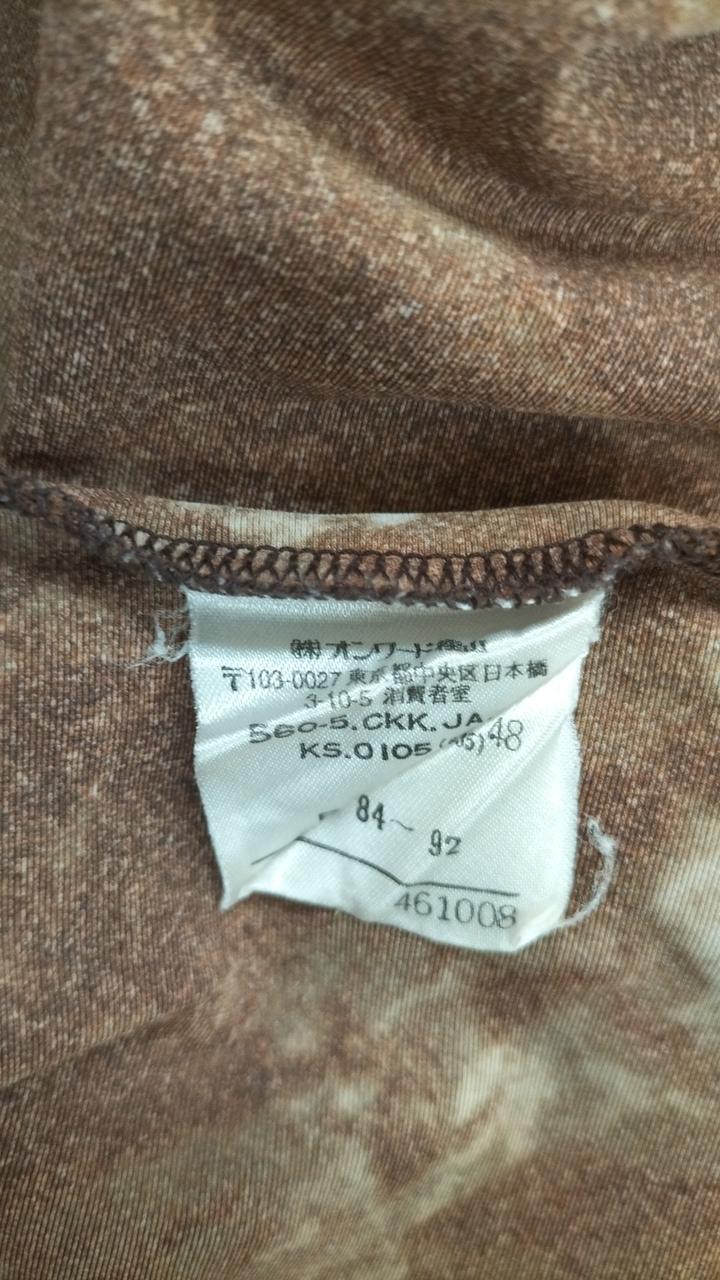 ㈱オンワード樫山
〒103-0027 東京都中央区日本橋
3-10-5 消費者室
S60-5.CKK.JA 48
KS.0105
84~92
461008